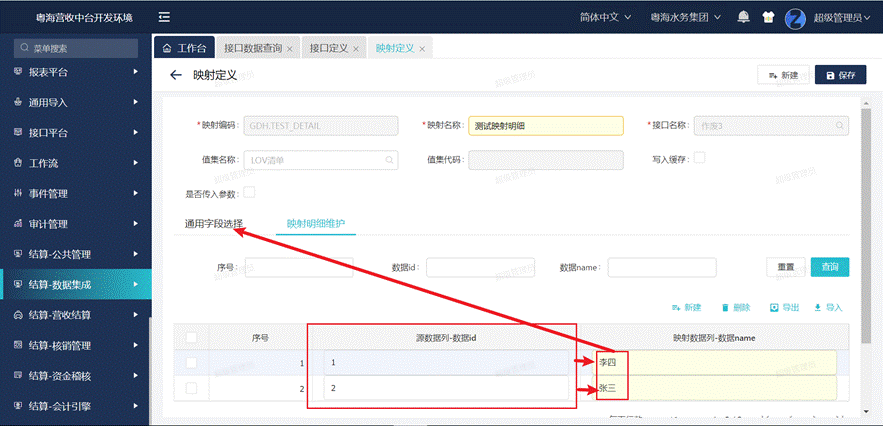 粤海营收中台开发环境
简体中文 粤海水务集团 超级管理员
菜单搜索
工作台 接口数据查询 × 接口定义 × 映射定义 ×
报表平台
通用导入
接口平台
工作流
事件管理
审计管理
结算-公共管理
结算-数据集成
结算-营收结算
结算-核销管理
结算-资金稽核
结算-会计引擎
映射定义
新建 保存
*映射编码: GDH.TEST_DETAIL *映射名称: 测试映射明细 *接口名称: 作废3
值集名称: LOV清单 值集代码: 写入缓存:
是否传入参数:
通用字段选择 映射明细维护
序号: 数据id: 数据name: 重置 查询
新建 删除 导出 导入
序号 源数据列-数据id 映射数据列-数据name
1 1 李四
2 2 张三
超级管理员